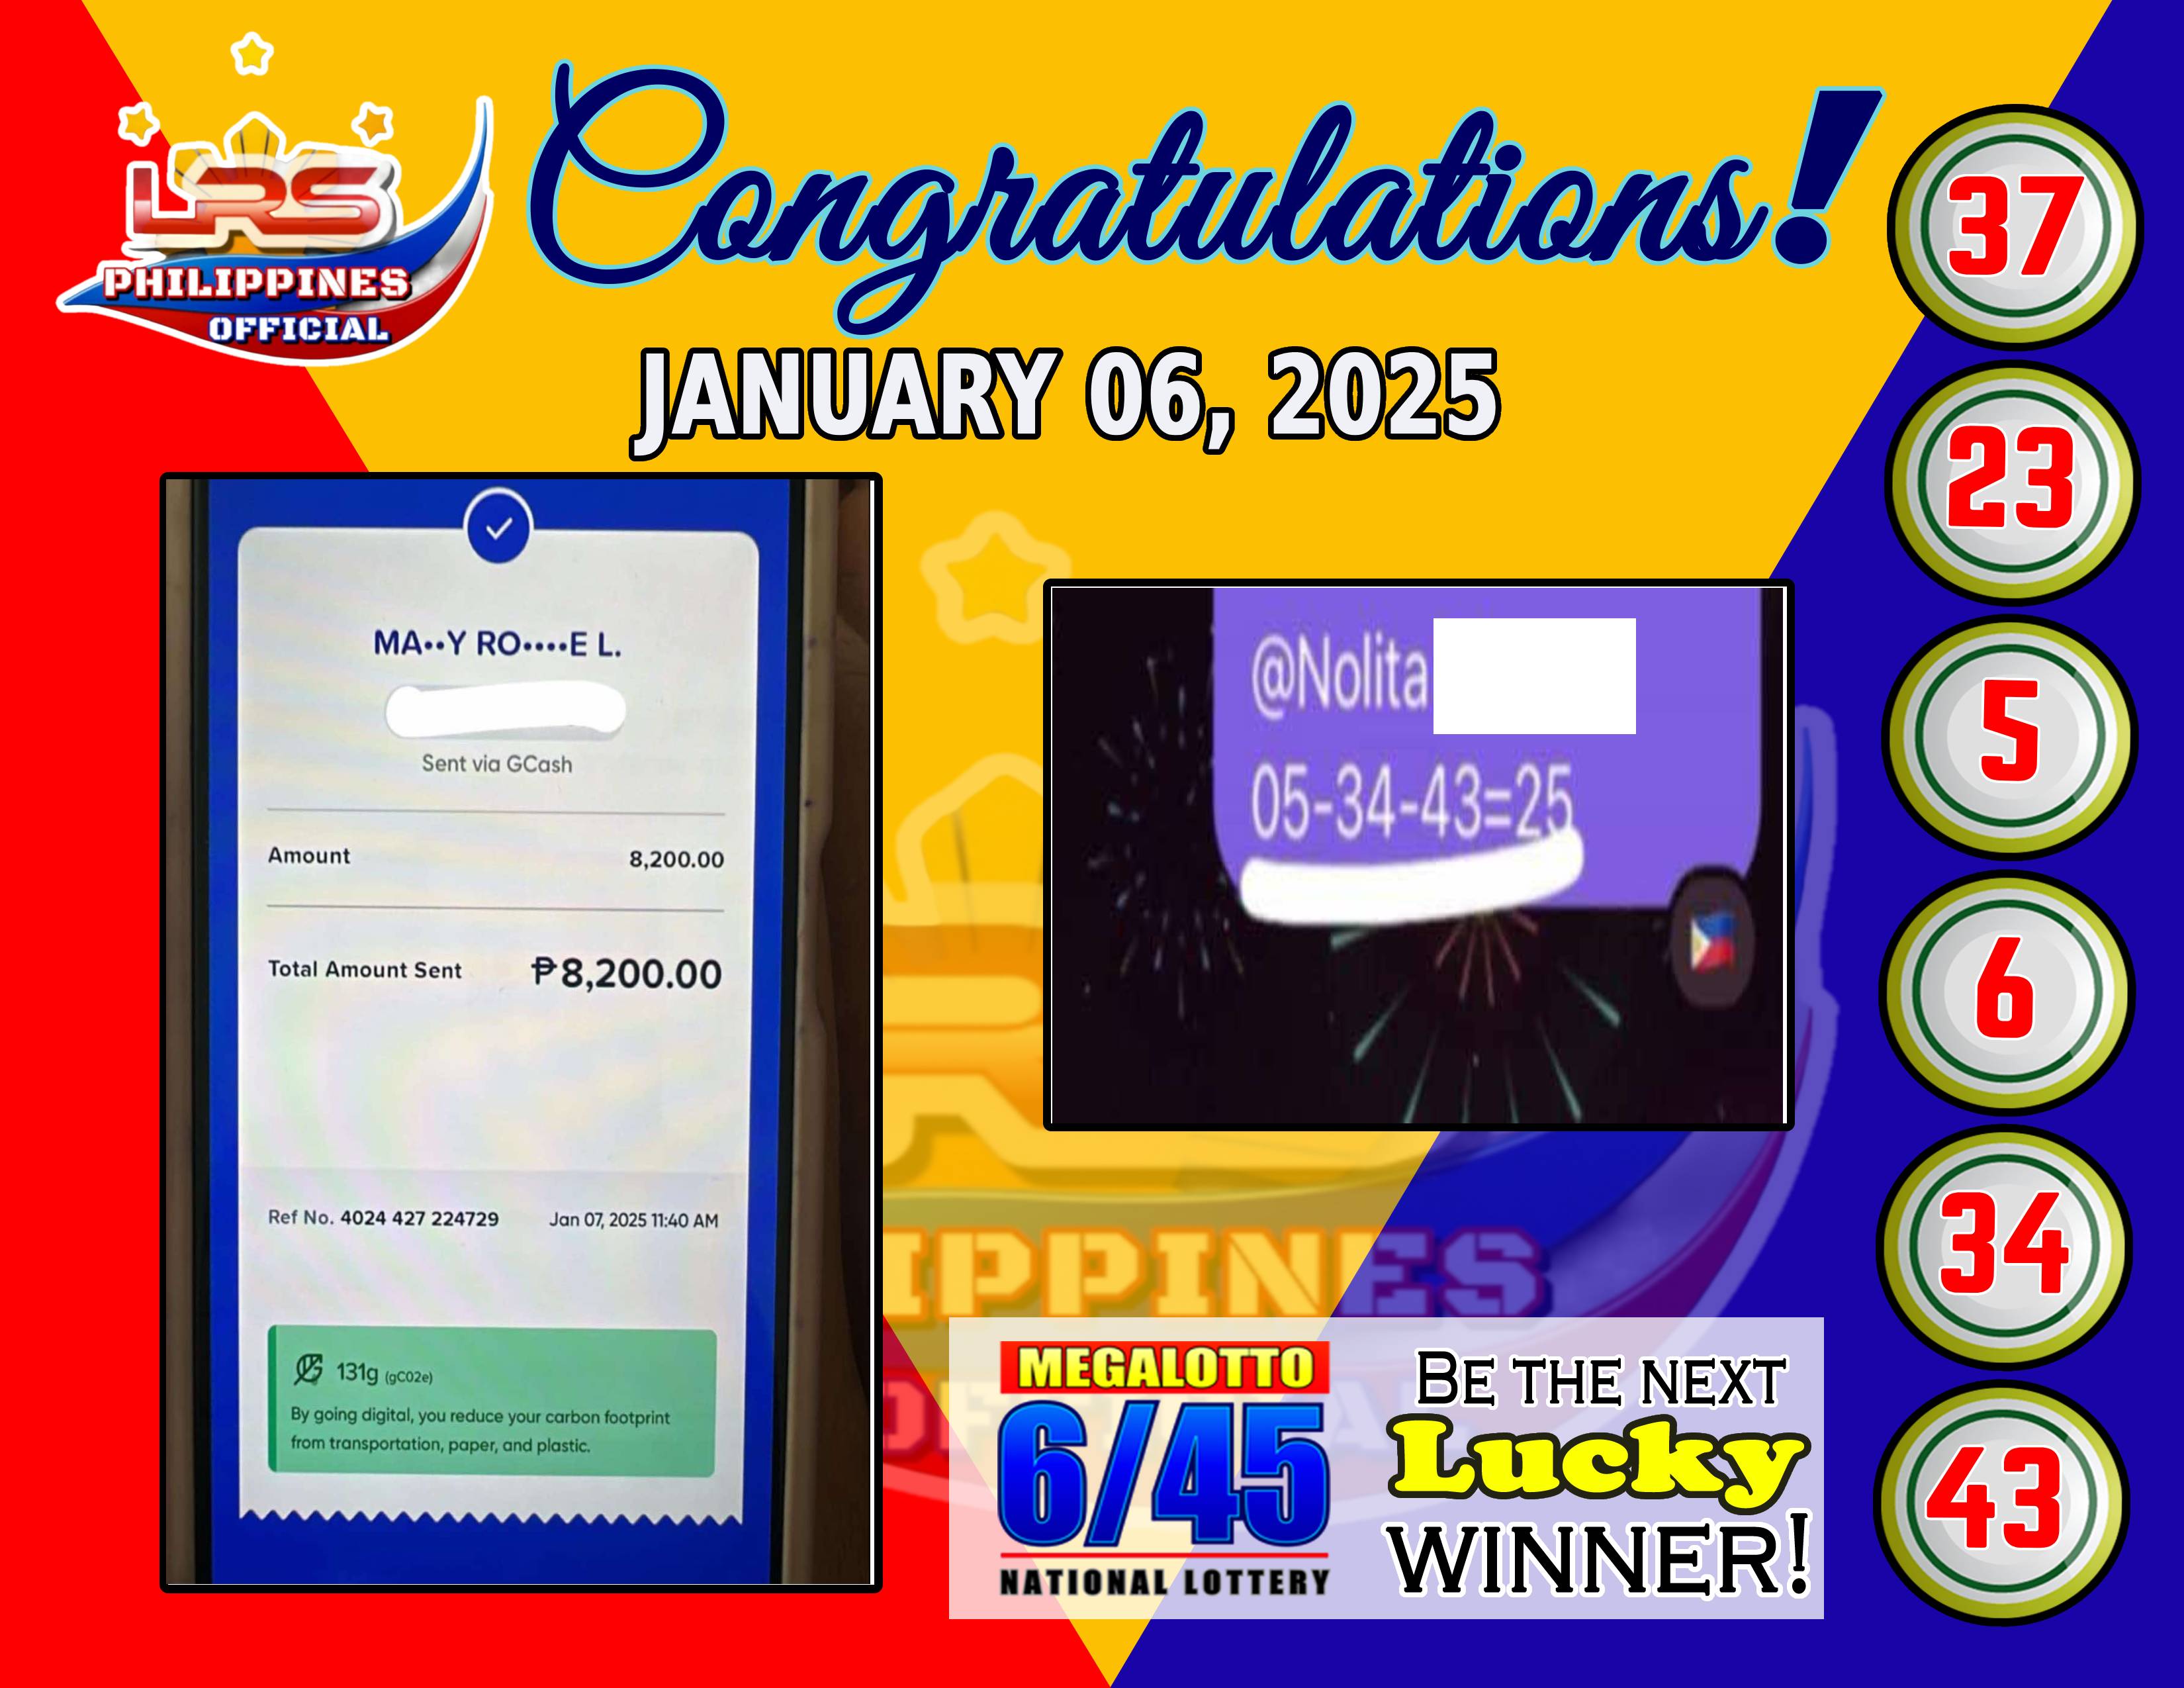 LRS
PHILIPPINES
OFFICIAL
Congratulations!
JANUARY 06, 2025
MA••Y RO••••E L.
Sent via GCash
Amount 8,200.00
Total Amount Sent ₱8,200.00
Ref No. 4024 427 224729 Jan 07, 2025 11:40 AM
131g (gCO2e)
By going digital, you reduce your carbon footprint
from transportation, paper, and plastic.
@Nolita
05-34-43=25
IPPINES
MEGALOTTO
6/45
NATIONAL LOTTERY
BE THE NEXT
Lucky
WINNER!
37
23
5
6
34
43